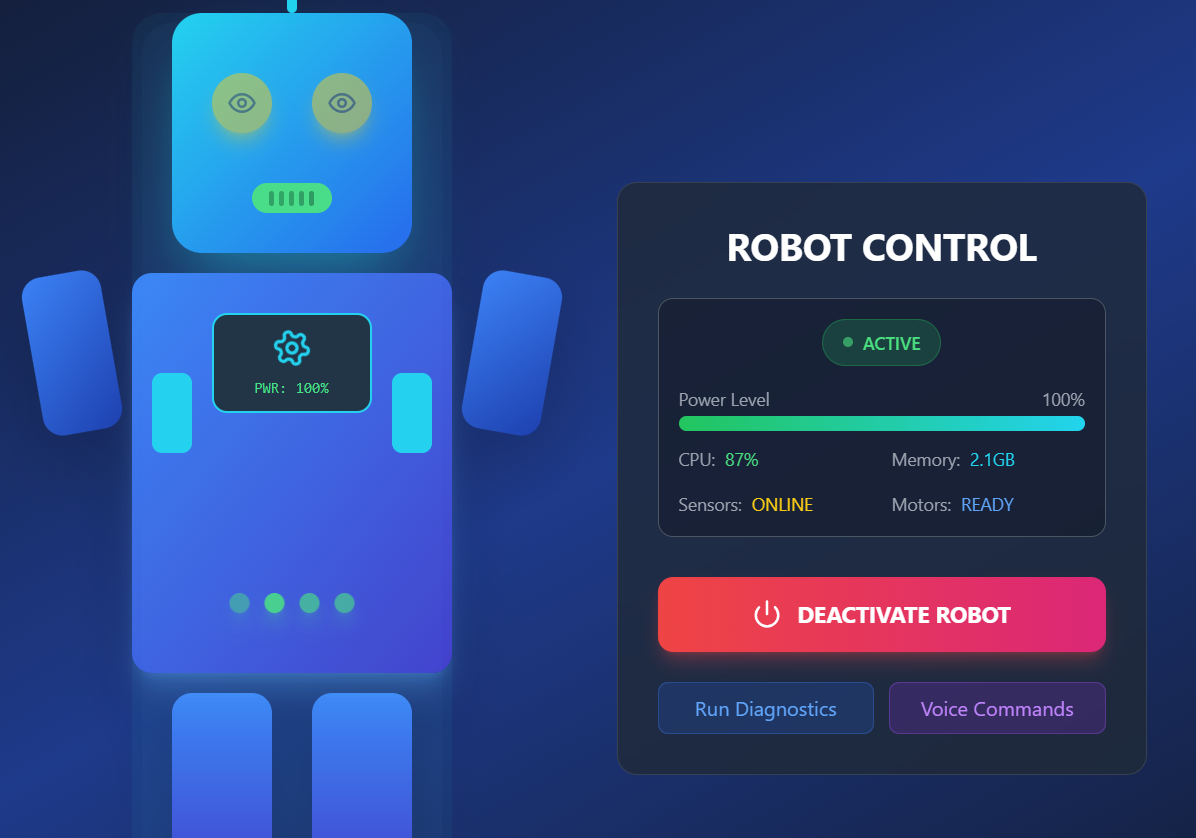 PWR: 100%
ROBOT CONTROL
ACTIVE
Power Level 100%
CPU: 87% Memory: 2.1GB
Sensors: ONLINE Motors: READY
DEACTIVATE ROBOT
Run Diagnostics Voice Commands